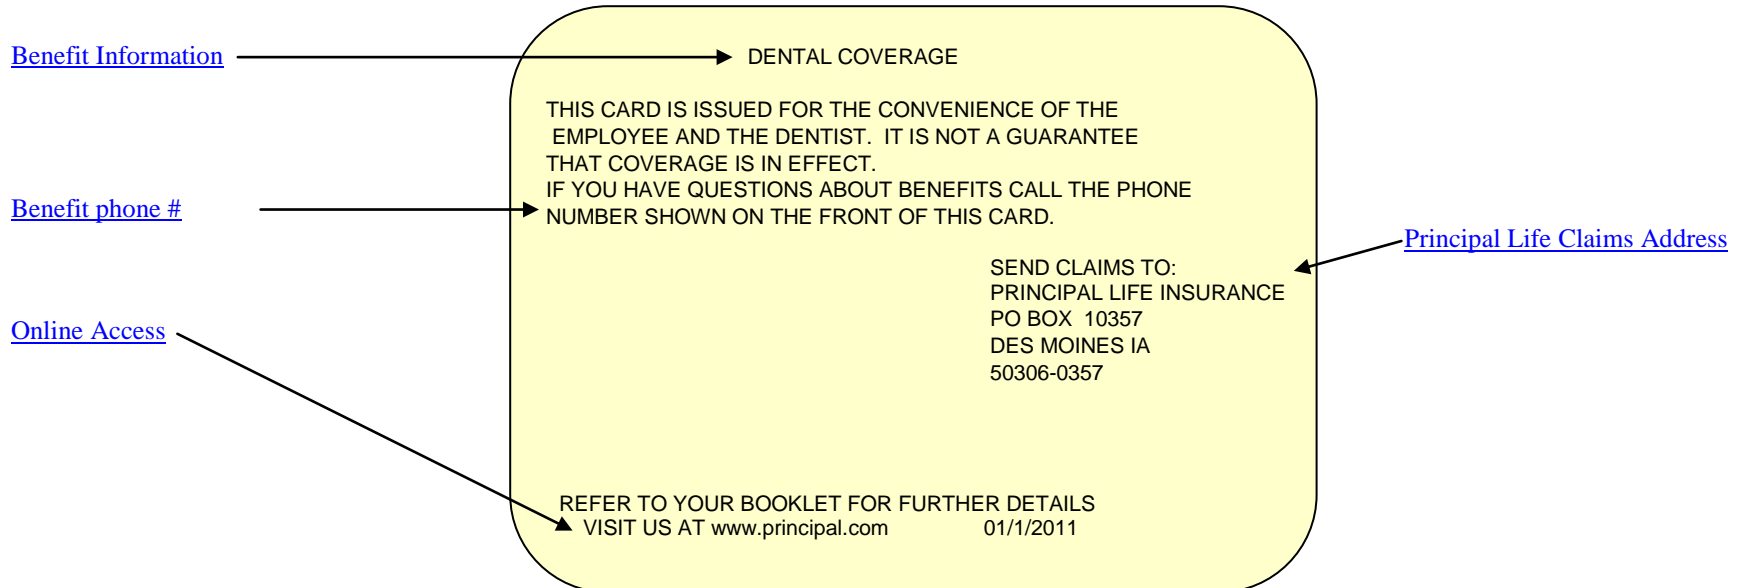 Benefit Information
DENTAL COVERAGE
THIS CARD IS ISSUED FOR THE CONVENIENCE OF THE
EMPLOYEE AND THE DENTIST.  IT IS NOT A GUARANTEE
THAT COVERAGE IS IN EFFECT.
IF YOU HAVE QUESTIONS ABOUT BENEFITS CALL THE PHONE
Benefit phone #
NUMBER SHOWN ON THE FRONT OF THIS CARD.
Principal Life Claims Address
SEND CLAIMS TO:
PRINCIPAL LIFE INSURANCE
PO BOX  10357
Online Access
DES MOINES IA
50306-0357
REFER TO YOUR BOOKLET FOR FURTHER DETAILS
VISIT US AT www.principal.com 01/1/2011